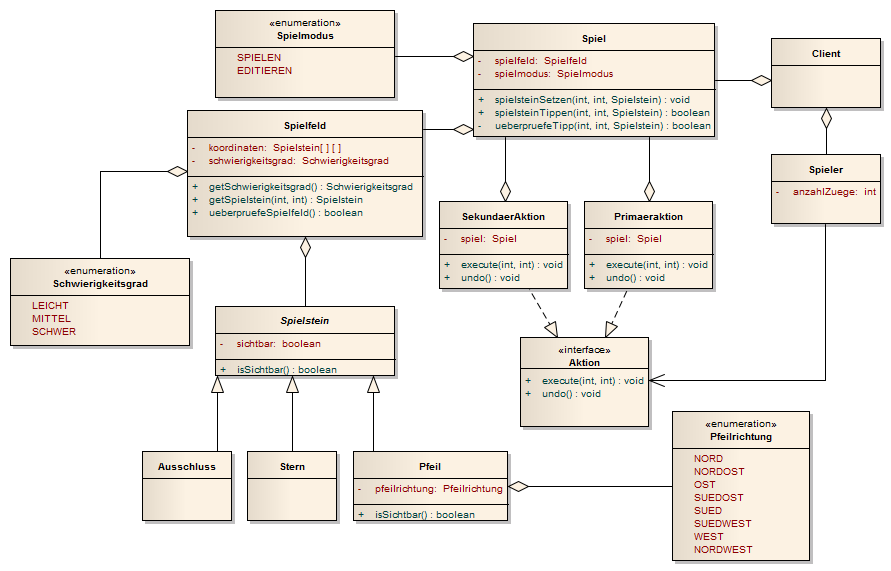 «enumeration»
Spielmodus
SPIELEN
EDITIEREN
Spiel
- spielfeld: Spielfeld
- spielmodus: Spielmodus
+ spielsteinSetzen(int, int, Spielstein) : void
+ spielsteinTippen(int, int, Spielstein) : boolean
- ueberpruefeTipp(int, int, Spielstein) : boolean
Client
Spielfeld
- koordinaten: Spielstein[ ] [ ]
- schwierigkeitsgrad: Schwierigkeitsgrad
+ getSchwierigkeitsgrad() : Schwierigkeitsgrad
+ getSpielstein(int, int) : Spielstein
+ ueberpruefeSpielfeld() : boolean
Spieler
- anzahlZuege: int
SekundaerAktion
- spiel: Spiel
+ execute(int, int) : void
+ undo() : void
Primaeraktion
- spiel: Spiel
+ execute(int, int) : void
+ undo() : void
«enumeration»
Schwierigkeitsgrad
LEICHT
MITTEL
SCHWER
Spielstein
- sichtbar: boolean
+ isSichtbar() : boolean
«interface»
Aktion
+ execute(int, int) : void
+ undo() : void
Ausschluss
Stern
Pfeil
- pfeilrichtung: Pfeilrichtung
+ isSichtbar() : boolean
«enumeration»
Pfeilrichtung
NORD
NORDOST
OST
SUEDOST
SUED
SUEDWEST
WEST
NORDWEST